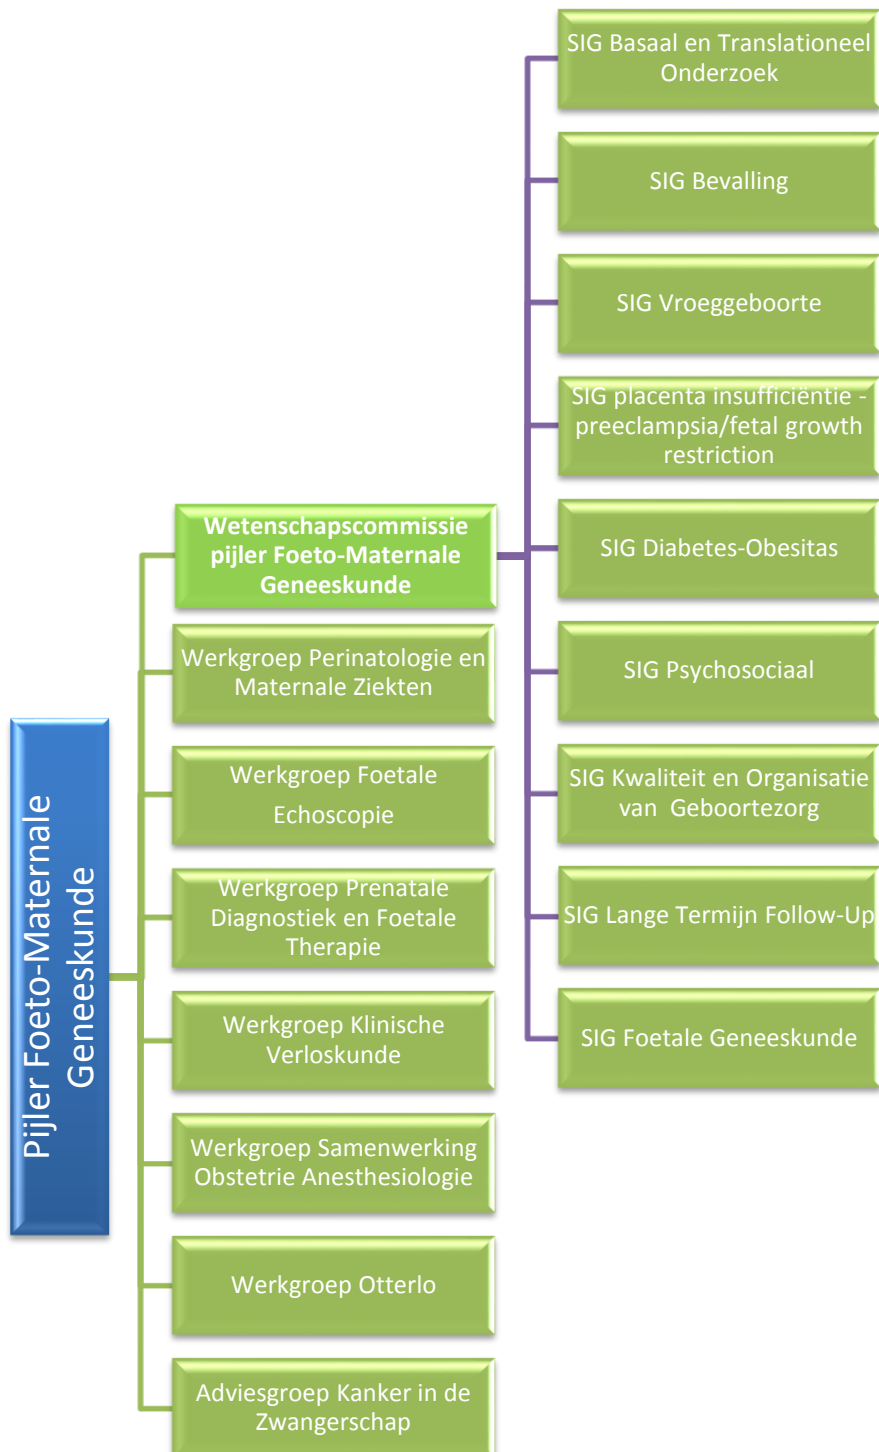 Pijler Foeto-Maternale
Geneeskunde
Wetenschapscommissie
pijler Foeto-Maternale
Geneeskunde
Werkgroep Perinatologie en
Maternale Ziekten
Werkgroep Foetale
Echoscopie
Werkgroep Prenatale
Diagnostiek en Foetale
Therapie
Werkgroep Klinische
Verloskunde
Werkgroep Samenwerking
Obstetrie Anesthesiologie
Werkgroep Otterlo
Adviesgroep Kanker in de
Zwangerschap
SIG Basaal en Translationeel
Onderzoek
SIG Bevalling
SIG Vroeggeboorte
SIG placenta insufficiëntie -
preeclampsia/fetal growth
restriction
SIG Diabetes-Obesitas
SIG Psychosociaal
SIG Kwaliteit en Organisatie
van Geboortezorg
SIG Lange Termijn Follow-Up
SIG Foetale Geneeskunde